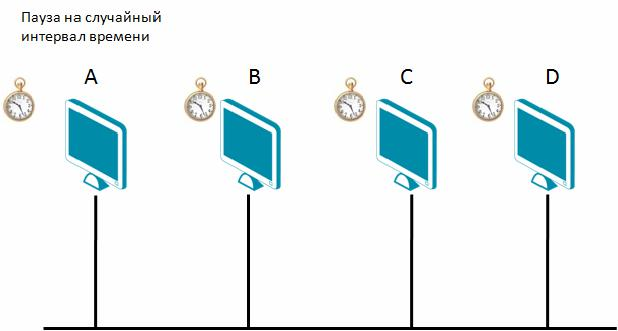 Пауза на случайный
интервал времени
A
B
C
D